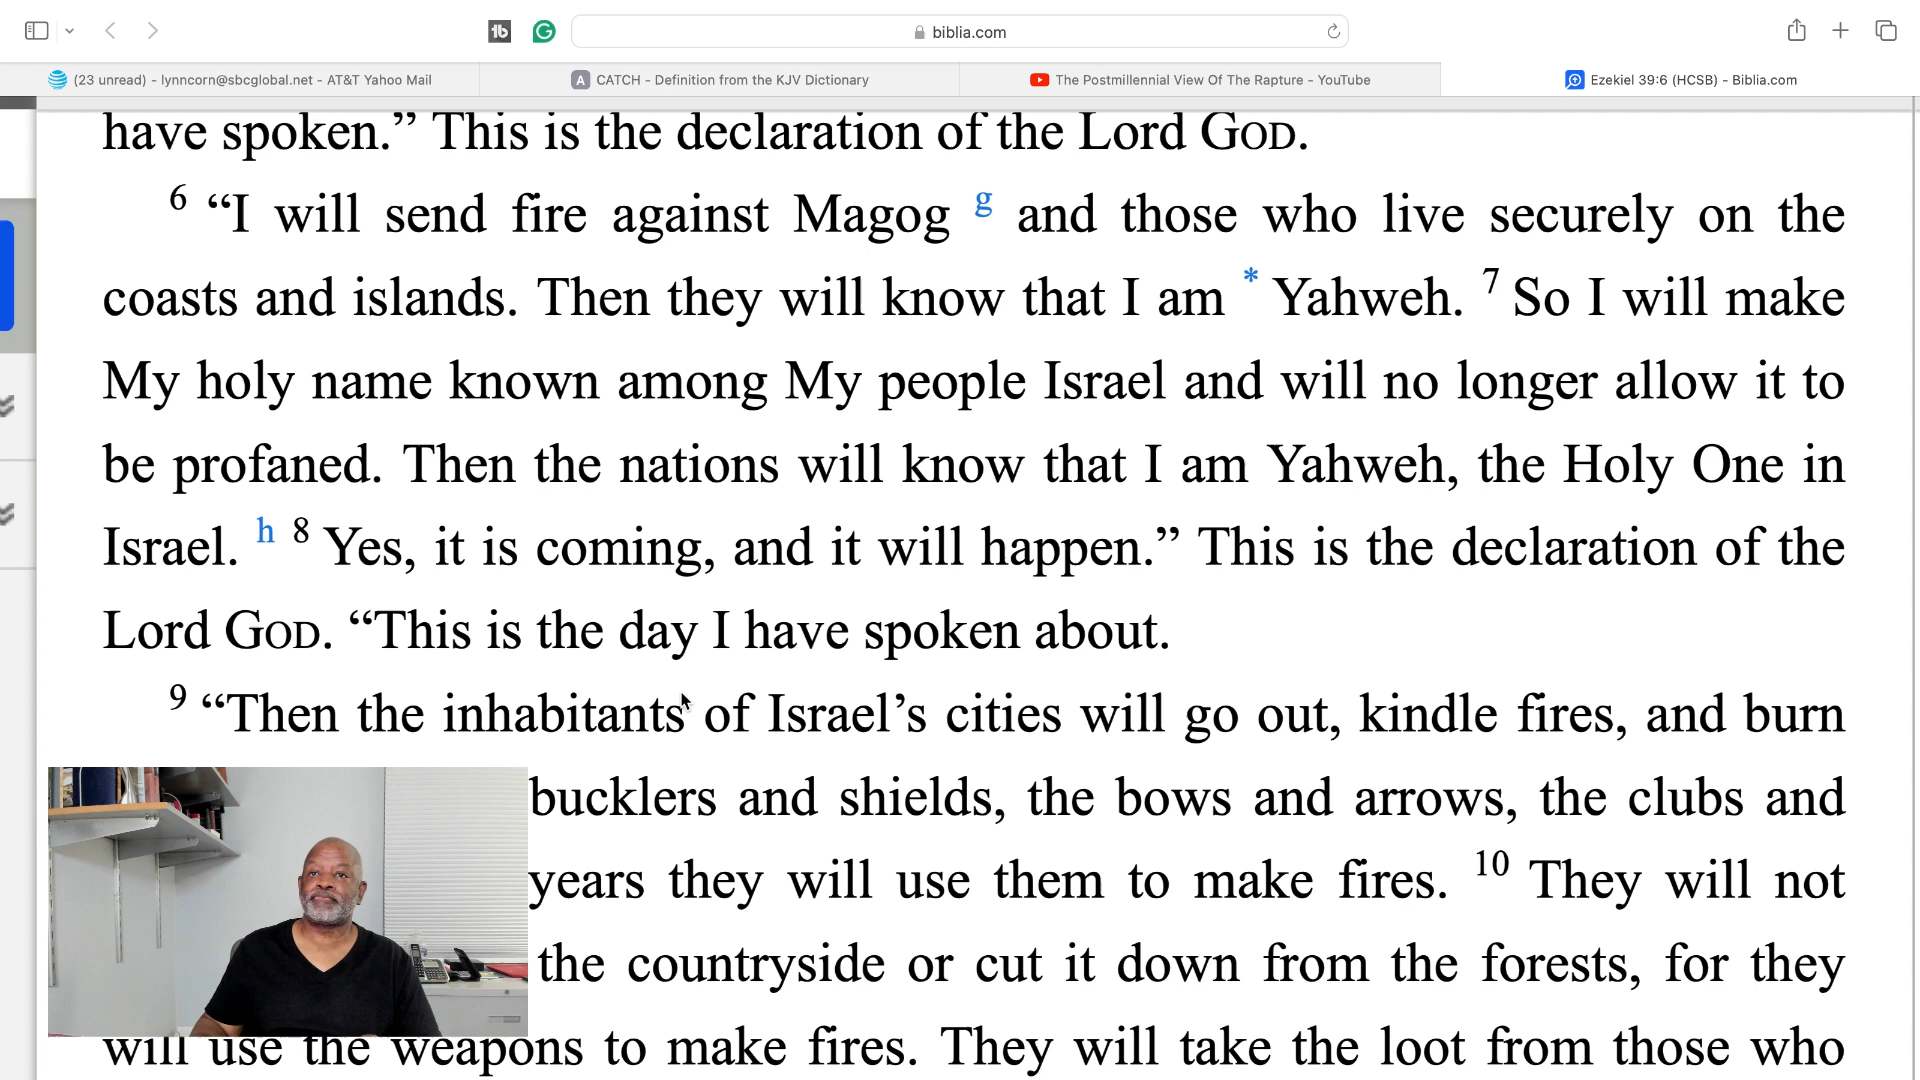 biblia.com
(23 unread) - lynncorn@sbcglobal.net - AT&T Yahoo Mail
CATCH - Definition from the KJV Dictionary
The Postmillennial View Of The Rapture - YouTube
Ezekiel 39:6 (HCSB) - Biblia.com
have spoken.” This is the declaration of the Lord GOD.
6 “I will send fire against Magog g and those who live securely on the
coasts and islands. Then they will know that I am * Yahweh. 7 So I will make
My holy name known among My people Israel and will no longer allow it to
be profaned. Then the nations will know that I am Yahweh, the Holy One in
Israel. h 8 Yes, it is coming, and it will happen.” This is the declaration of the
Lord GOD. “This is the day I have spoken about.
9 “Then the inhabitants of Israel’s cities will go out, kindle fires, and burn
bucklers and shields, the bows and arrows, the clubs and
years they will use them to make fires. 10 They will not
the countryside or cut it down from the forests, for they
will use the weapons to make fires. They will take the loot from those who